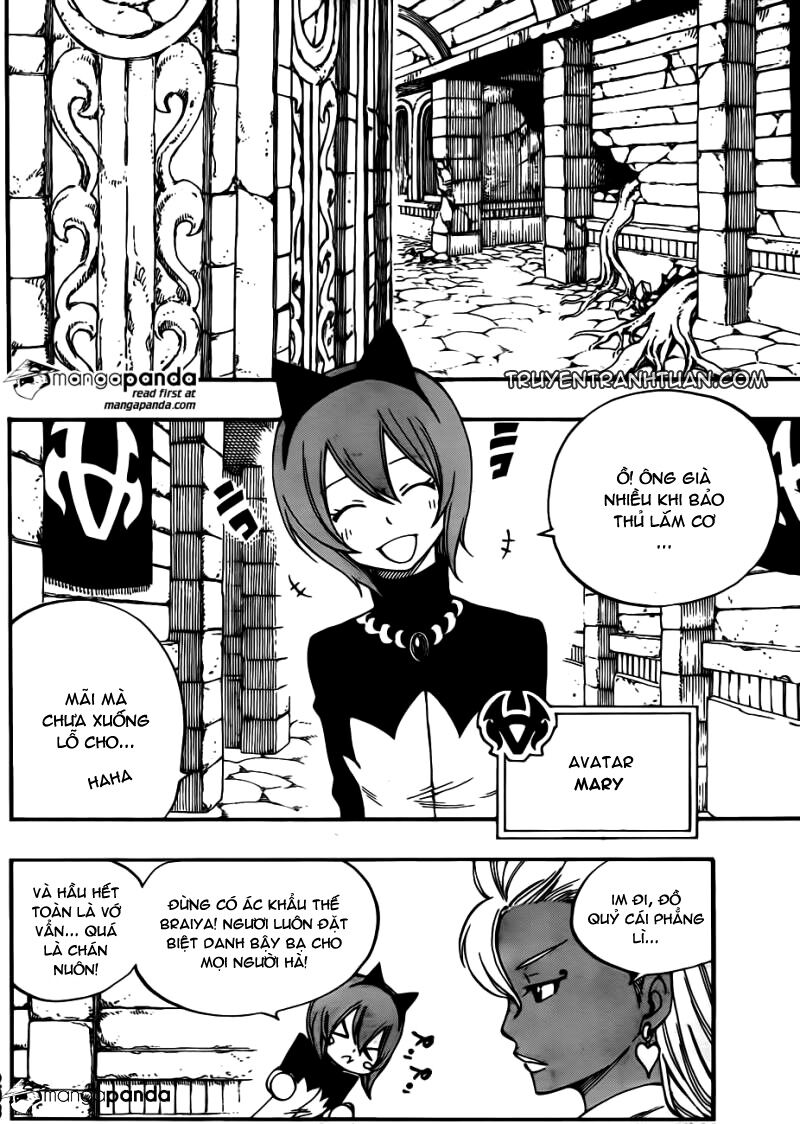 mangapanda
read first at
mangapanda.com
TRUYENTRANHTUAN.COM
Ồ! ÔNG GIÀ
NHIỀU KHI BẢO
THỦ LẮM CƠ
...
MÃI MÀ
CHƯA XUỐNG
LỖ CHO...
HAHA
AVATAR
MARY
IM ĐI, ĐỒ
QUỶ CÁI PHẲNG
LÌ...
ĐỪNG CÓ ÁC KHẨU THẾ
BRAIYA! NGƯƠI LUÔN ĐẶT
BIỆT DANH BẬY BẠ CHO
MỌI NGƯỜI HẢ!
VÀ HẦU HẾT
TOÀN LÀ VỚ
VẨN... QUÁ
LÀ CHÁN
NUÔN!
mangapanda